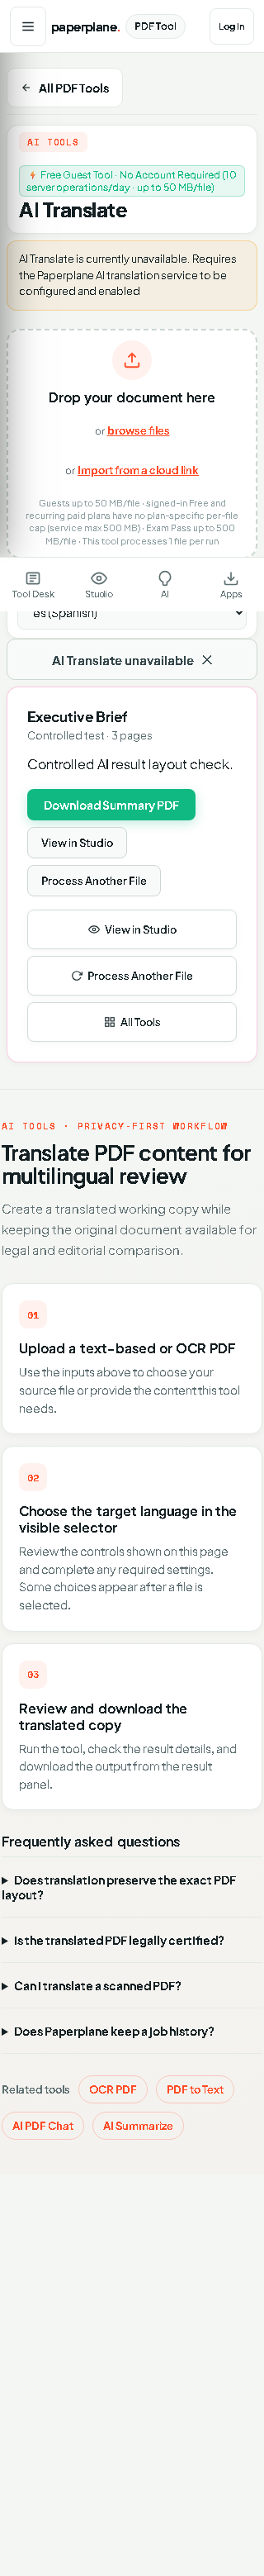 paperplane. PDF Tool Log In
All PDF Tools
AI TOOLS
Free Guest Tool · No Account Required (10
server operations/day · up to 50 MB/file)
AI Translate
AI Translate is currently unavailable. Requires
the Paperplane AI translation service to be
configured and enabled
Drop your document here
or browse files
or Import from a cloud link
Guests up to 50 MB/file · signed-in Free and
recurring paid plans have no plan-specific per-file
cap (service max 500 MB) · Exam Pass up to 500
MB/file · This tool processes 1 file per run
Tool Desk Studio AI Apps
es (Spanish)
AI Translate unavailable
Executive Brief
Controlled test · 3 pages
Controlled AI result layout check.
Download Summary PDF
View in Studio
Process Another File
View in Studio
Process Another File
All Tools
AI TOOLS · PRIVACY-FIRST WORKFLOW
Translate PDF content for
multilingual review
Create a translated working copy while
keeping the original document available for
legal and editorial comparison.
01
Upload a text-based or OCR PDF
Use the inputs above to choose your
source file or provide the content this tool
needs.
02
Choose the target language in the
visible selector
Review the controls shown on this page
and complete any required settings.
Some choices appear after a file is
selected.
03
Review and download the
translated copy
Run the tool, check the result details, and
download the output from the result
panel.
Frequently asked questions
Does translation preserve the exact PDF
layout?
Is the translated PDF legally certified?
Can I translate a scanned PDF?
Does Paperplane keep a job history?
Related tools OCR PDF PDF to Text
AI PDF Chat AI Summarize